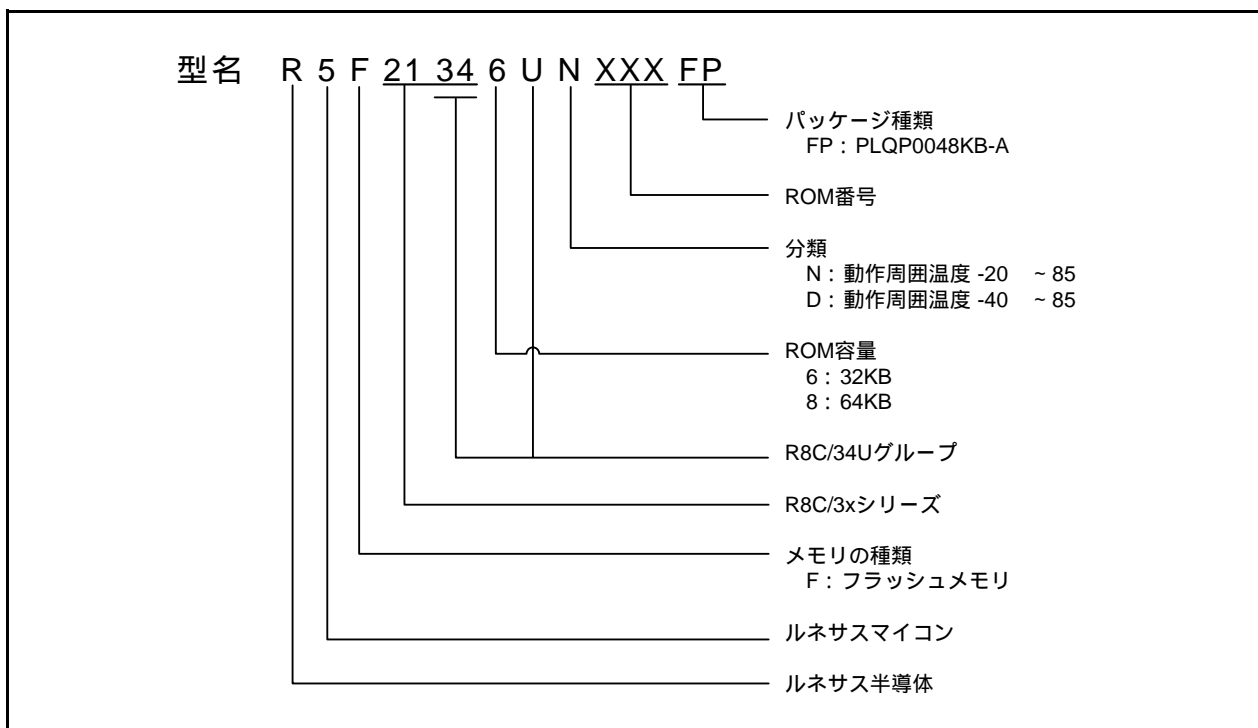 型名 R 5 F 21 34 6 U N XXX FP
パッケージ種類
FP : PLQP0048KB-A
ROM番号
分類
N : 動作周囲温度 -20 ~ 85
D : 動作周囲温度 -40 ~ 85
ROM容量
6 : 32KB
8 : 64KB
R8C/34Uグループ
R8C/3xシリーズ
メモリの種類
F : フラッシュメモリ
ルネサスマイコン
ルネサス半導体